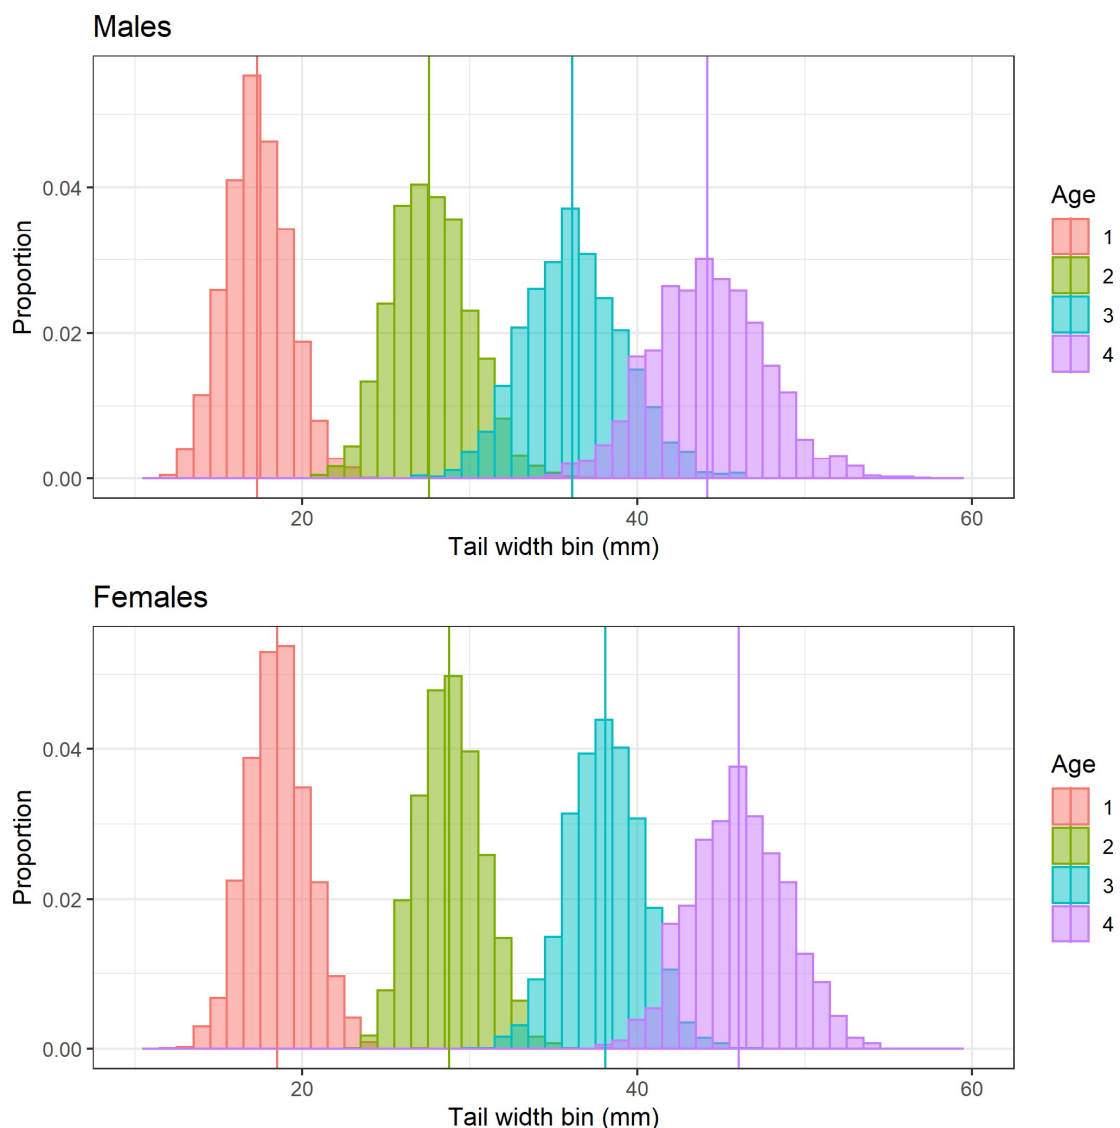 Males
Proportion
0.04
0.02
0.00
20 40 60
Tail width bin (mm)
Age
1
2
3
4
Females
Proportion
0.04
0.02
0.00
20 40 60
Tail width bin (mm)
Age
1
2
3
4